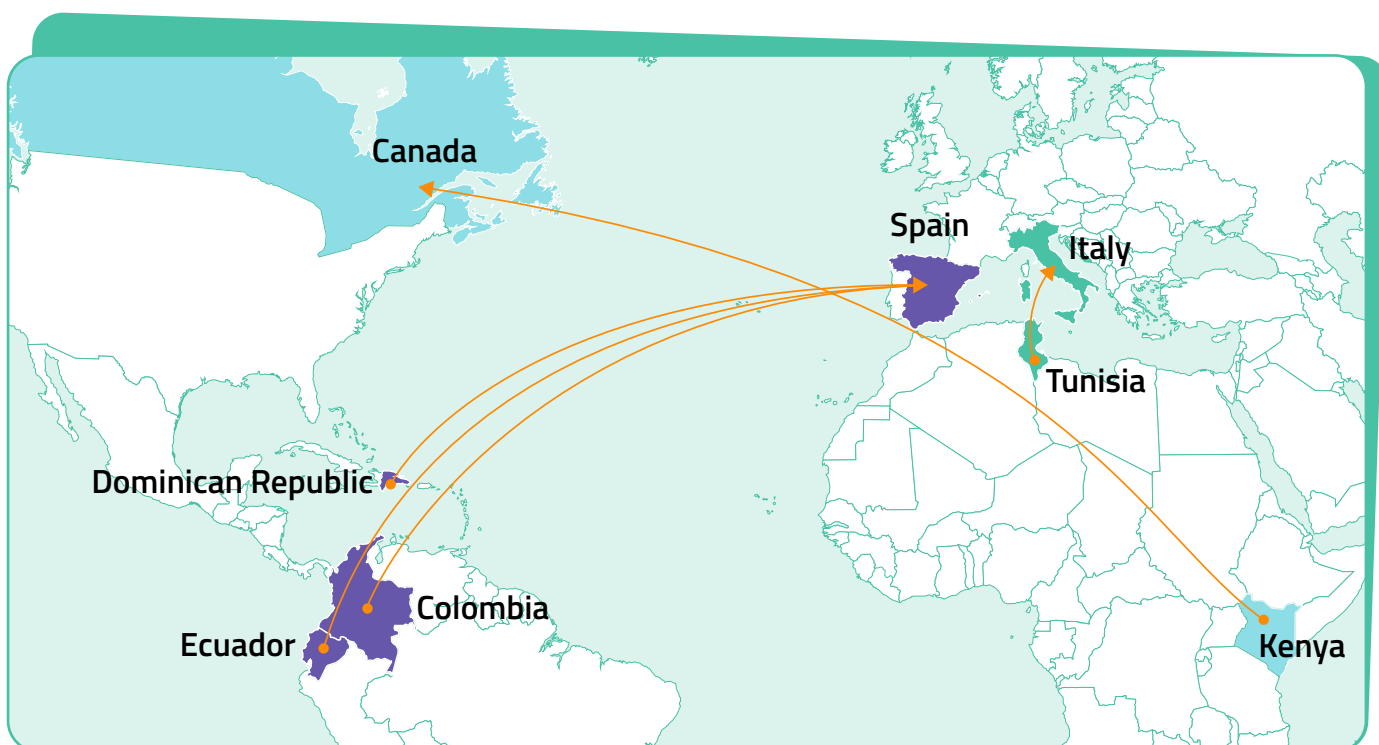 Canada
Spain
Italy
Tunisia
Dominican Republic
Colombia
Ecuador
Kenya